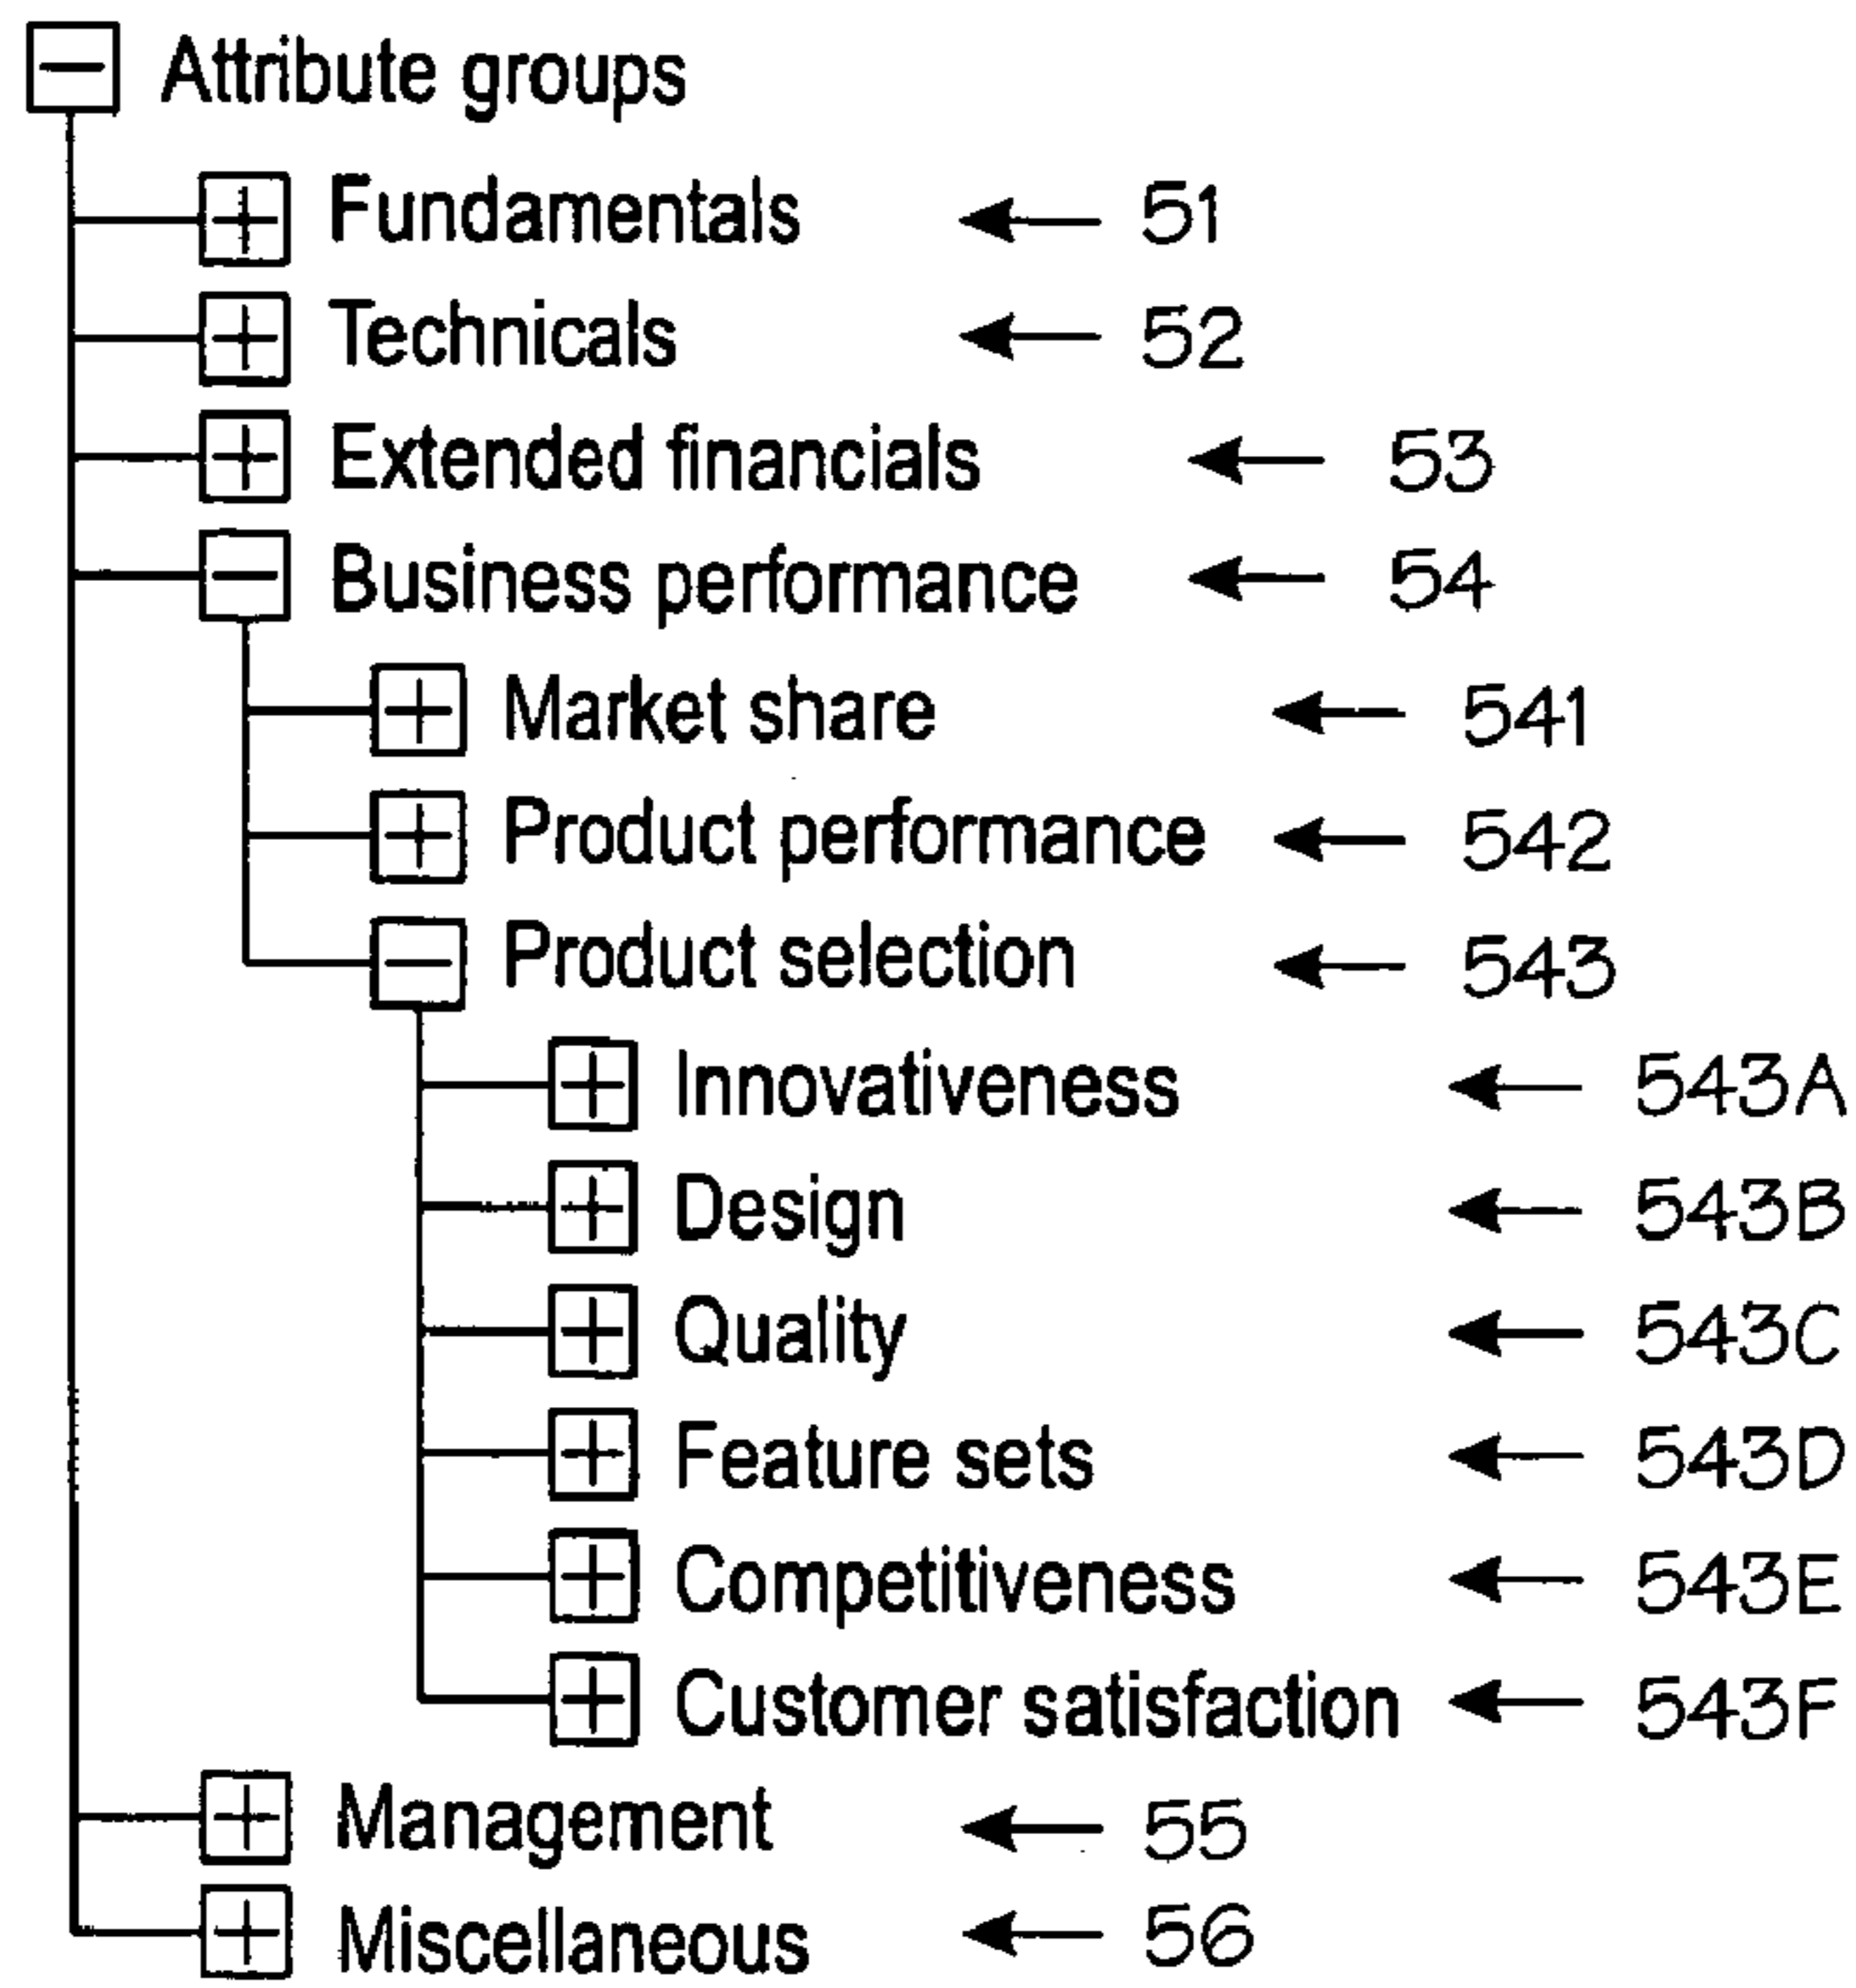 Attribute groups
Fundamentals 51
Technicals 52
Extended financials 53
Business performance 54
Market share 541
Product performance 542
Product selection 543
Innovativeness 543A
Design 543B
Quality 543C
Feature sets 543D
Competitiveness 543E
Customer satisfaction 543F
Management 55
Miscellaneous 56